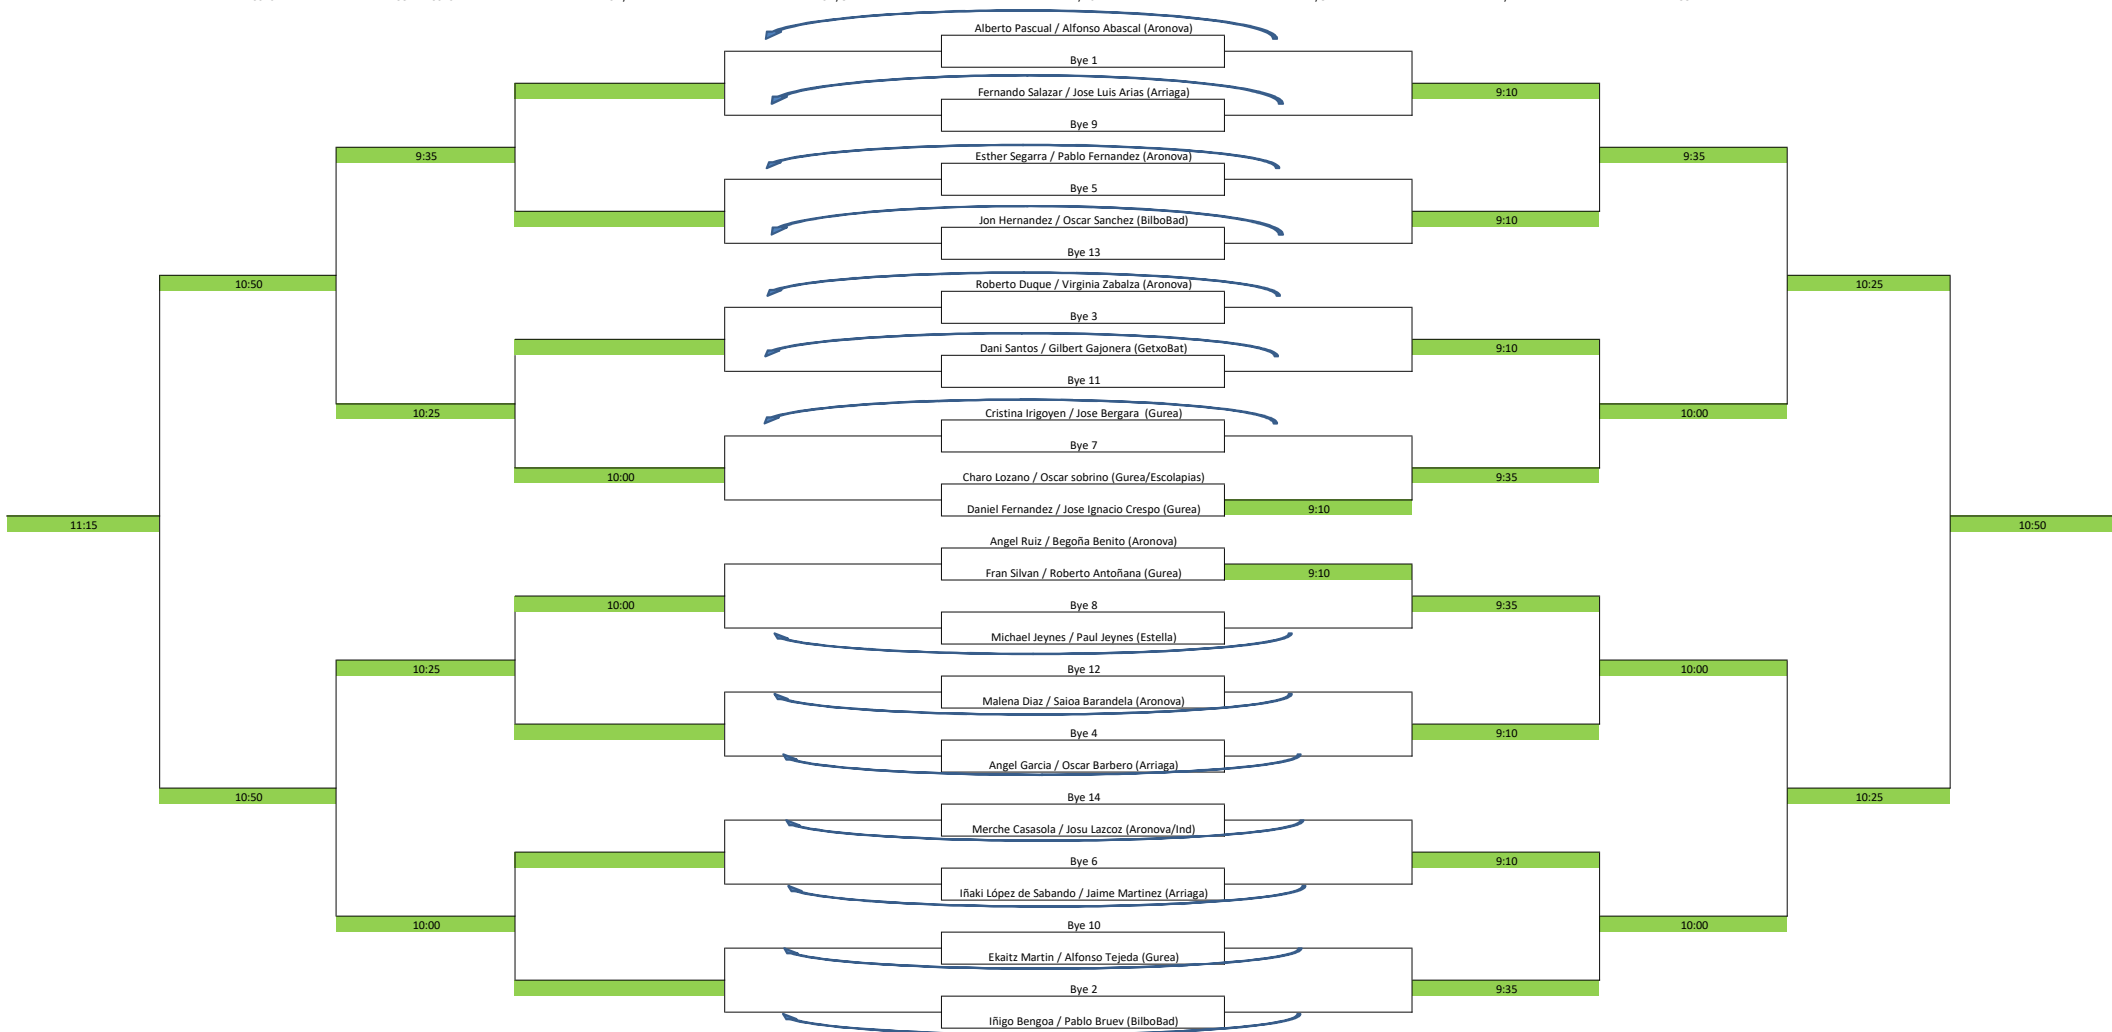 Alberto Pascual / Alfonso Abascal (Aronova)
Bye 1
Fernando Salazar / Jose Luis Arias (Arriaga)
9:10
Bye 9
9:35
Esther Segarra / Pablo Fernandez (Aronova)
9:35
Bye 5
Jon Hernandez / Oscar Sanchez (BilboBad)
9:10
Bye 13
10:50
Roberto Duque / Virginia Zabalza (Aronova)
10:25
Bye 3
Dani Santos / Gilbert Gajonera (GetxoBat)
9:10
Bye 11
10:25
Cristina Irigoyen / Jose Bergara (Gurea)
10:00
Bye 7
10:00
Charo Lozano / Oscar sobrino (Gurea/Escolapias)
9:35
Daniel Fernandez / Jose Ignacio Crespo (Gurea)
9:10
11:15
10:50
Angel Ruiz / Begoña Benito (Aronova)
Fran Silvan / Roberto Antoñana (Gurea)
9:10
10:00
Bye 8
9:35
Michael Jeynes / Paul Jeynes (Estella)
10:25
Bye 12
10:00
Malena Diaz / Saioa Barandela (Aronova)
Bye 4
9:10
Angel Garcia / Oscar Barbero (Arriaga)
10:50
Bye 14
10:25
Merche Casasola / Josu Lazcoz (Aronova/Ind)
Bye 6
9:10
Iñaki López de Sabando / Jaime Martinez (Arriaga)
10:00
Bye 10
10:00
Ekaitz Martin / Alfonso Tejeda (Gurea)
Bye 2
9:35
Iñigo Bengoa / Pablo Bruev (BilboBad)